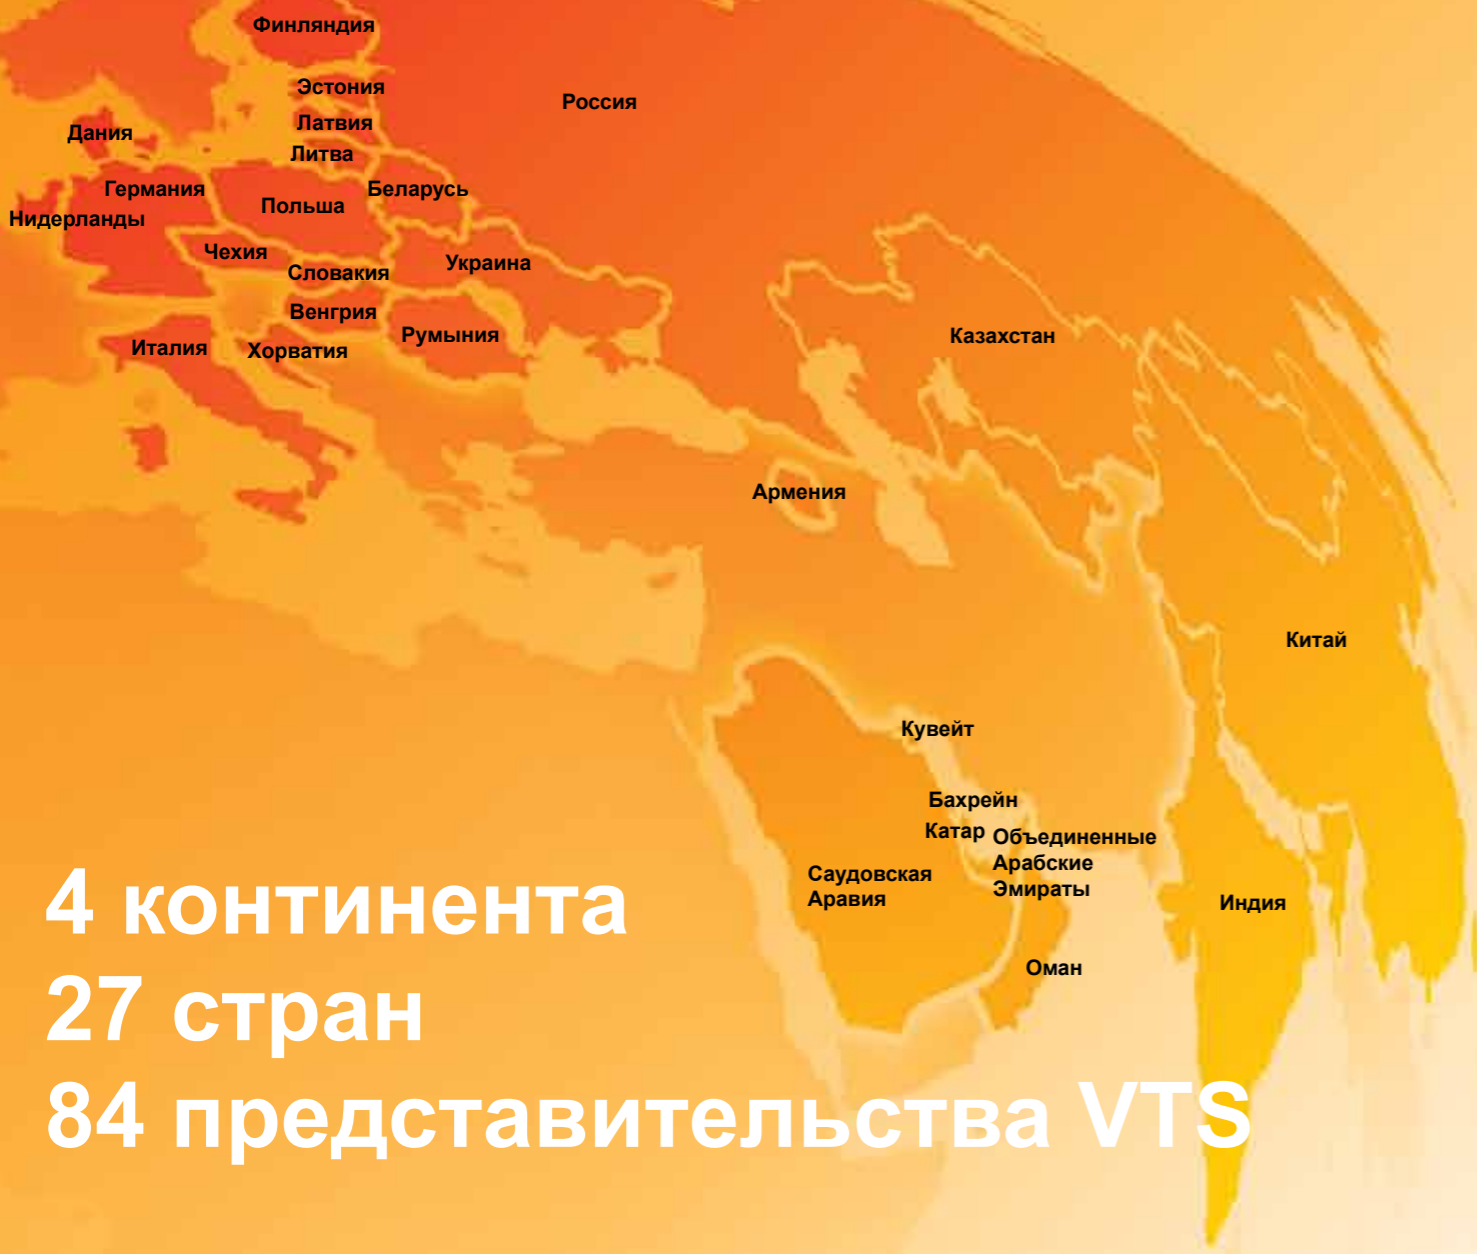 Финляндия
Эстония
Россия
Латвия
Дания
Литва
Германия
Беларусь
Польша
Нидерланды
Чехия
Словакия
Украина
Венгрия
Румыния
Казахстан
Италия
Хорватия
Армения
Китай
Кувейт
Бахрейн
Катар
Объединенные
Арабские
Эмираты
Саудовская
Аравия
Индия
Оман
4 континента
27 стран
84 представительства VTS